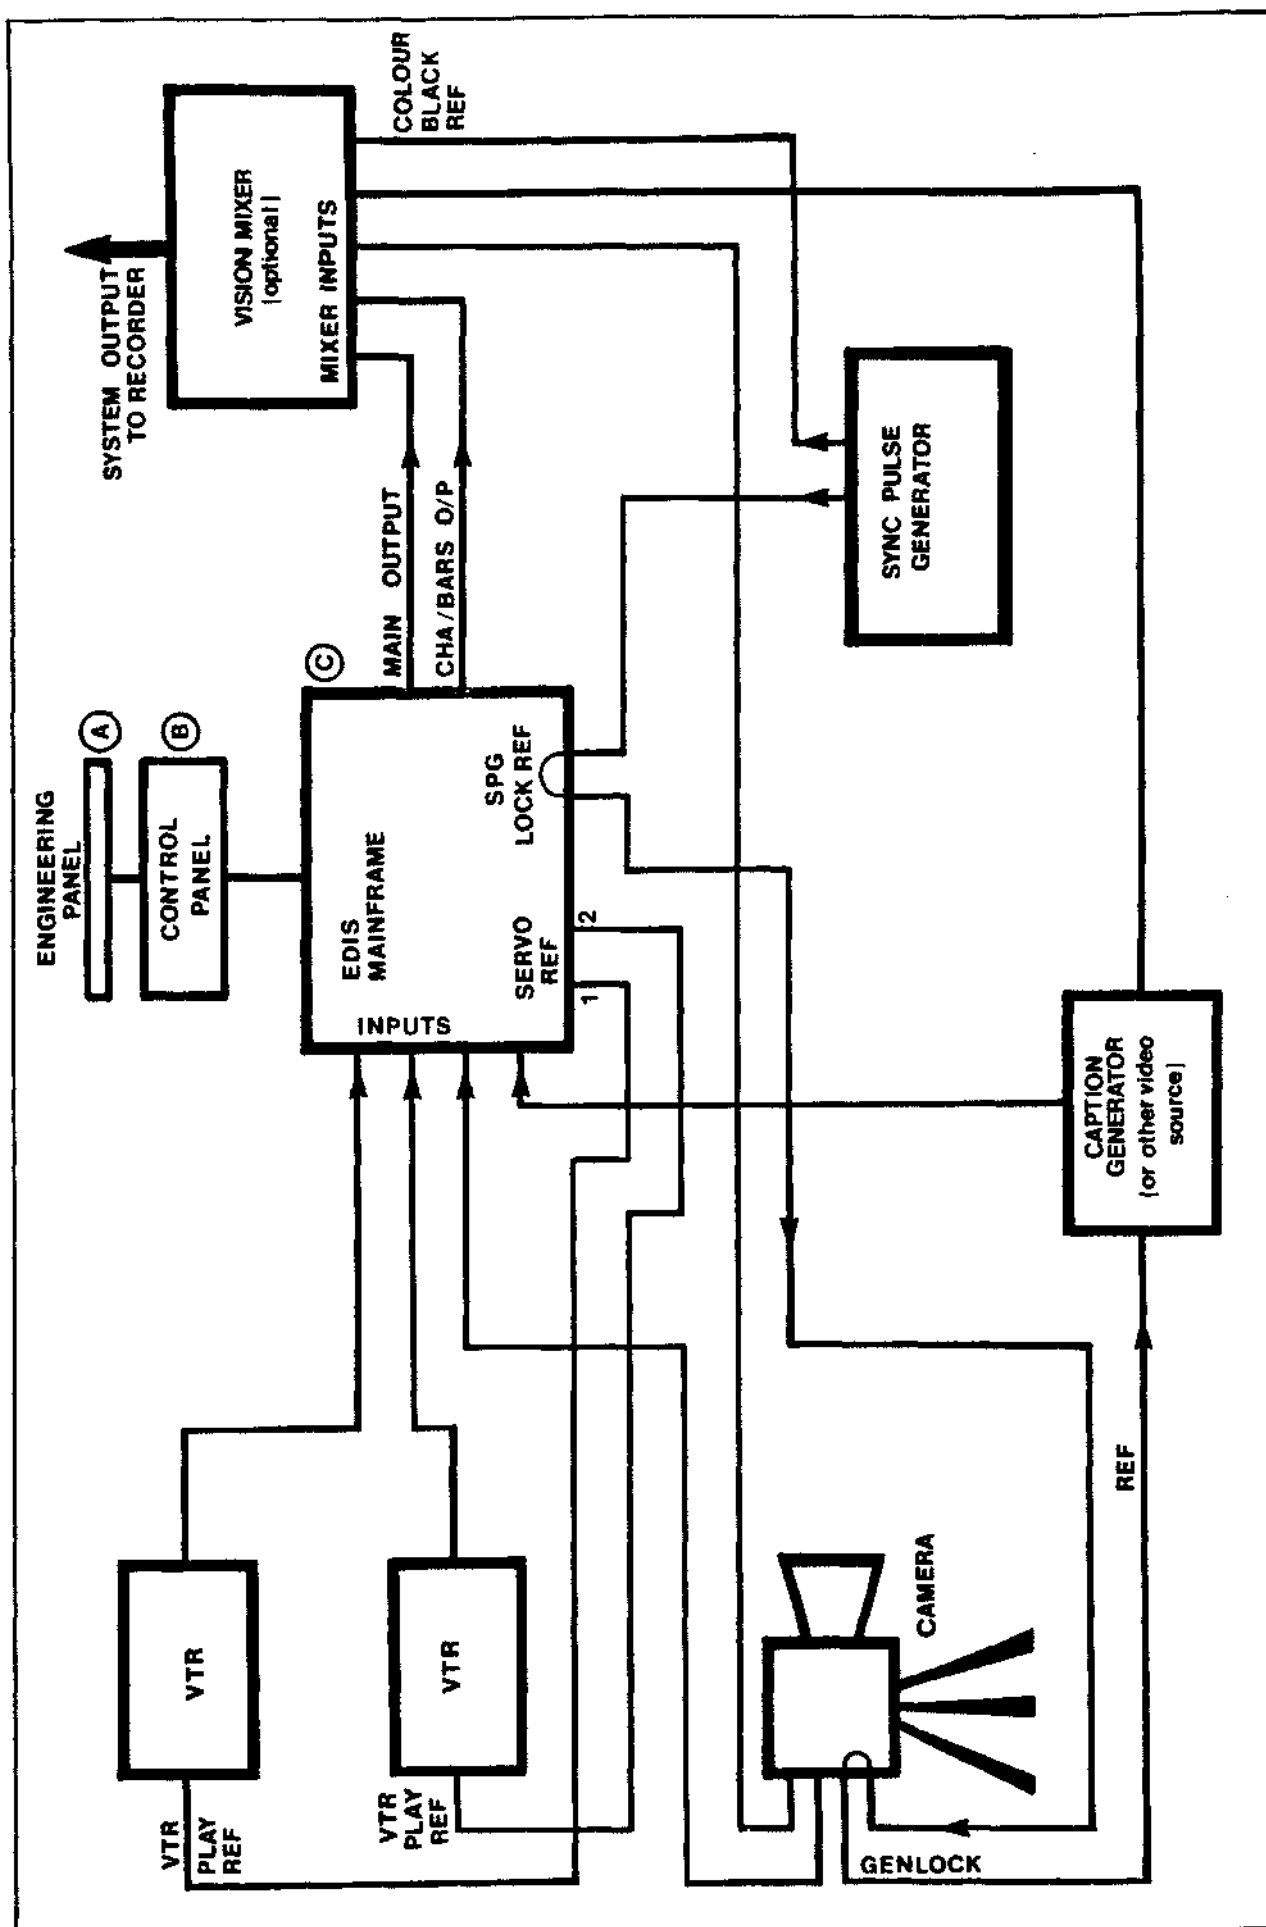 ENGINEERING
PANEL
A
CONTROL
PANEL
B
C
EDIS
MAINFRAME
INPUTS
SERVO
REF
1
2
SPG
LOCK REF
MAIN OUTPUT
CHA/BARS O/P
SYSTEM OUTPUT
TO RECORDER
VISION MIXER
(optional)
MIXER INPUTS
COLOUR
BLACK
REF
SYNC PULSE
GENERATOR
VTR
VTR
PLAY
REF
VTR
VTR
PLAY
REF
CAMERA
GENLOCK
REF
CAPTION
GENERATOR
(or other video
source)